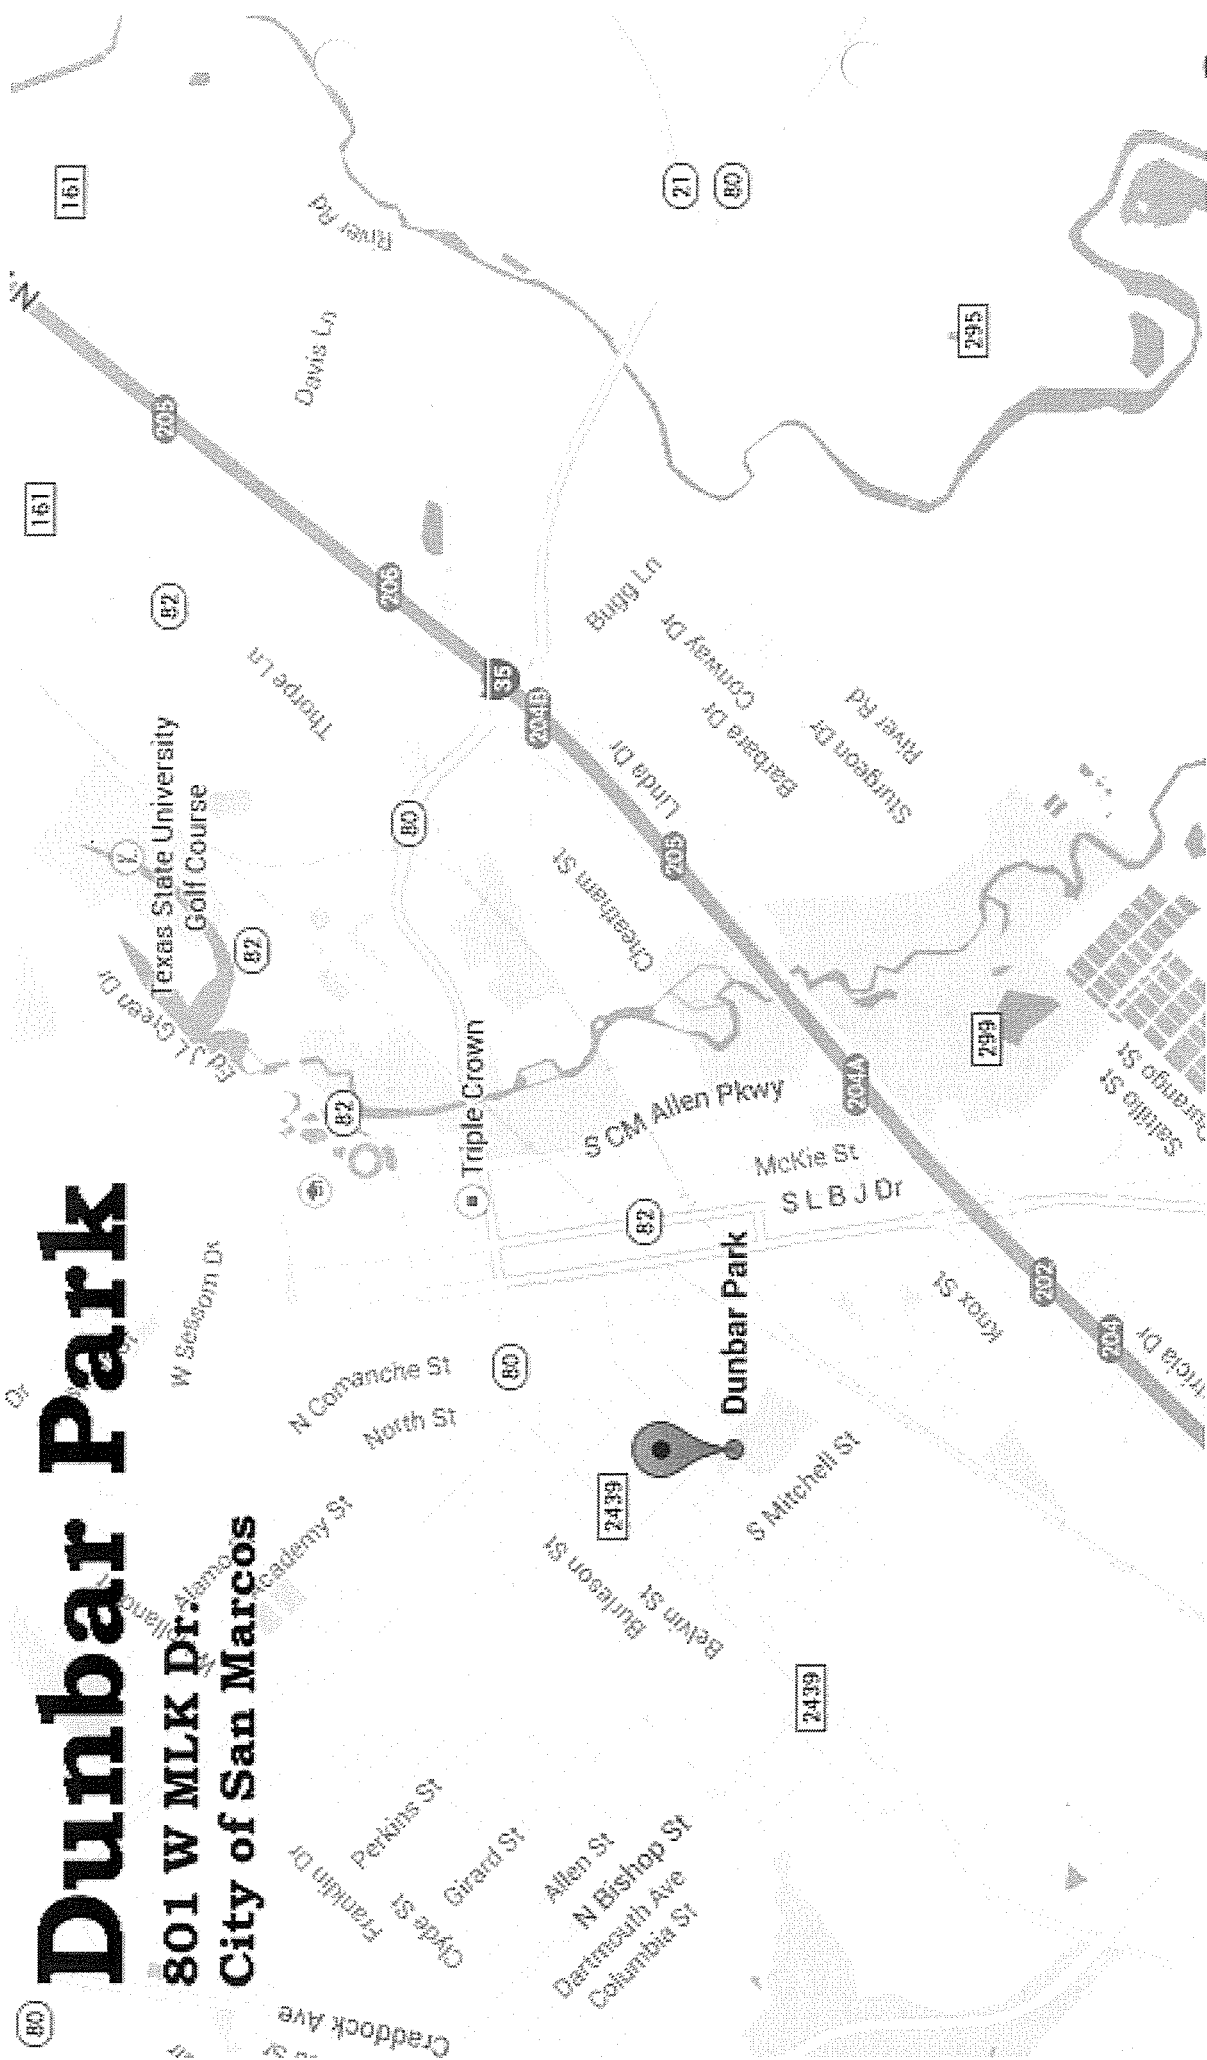 Dunbar Park
801 W MLK Dr.
City of San Marcos
80
Craddock Ave
Franklin Dr
Perkins St
Clyde St
Girard St
Allen St
N Bishop St
Dartmouth Ave
Columbia St
Dr
W Sessom Dr
Alamo
Academy St
N Comanche St
North St
80
2439
Burleson St
Belvin St
2439
S Mitchell St
Dunbar Park
82
Triple Crown
82
S CM Allen Pkwy
McKie St
S L B J Dr
Knox St
202
201
204A
299
Saltillo St
Durango St
Texas State University
Golf Course
82
80
Cheatham St
205
Linda Dr
Barbara Dr
Conway Dr
Sturgeon Dr
River Rd
Bugg Ln
204B
35
Thorpe Ln
82
161
206
208
Davis Ln
161
River Rd
21
80
295